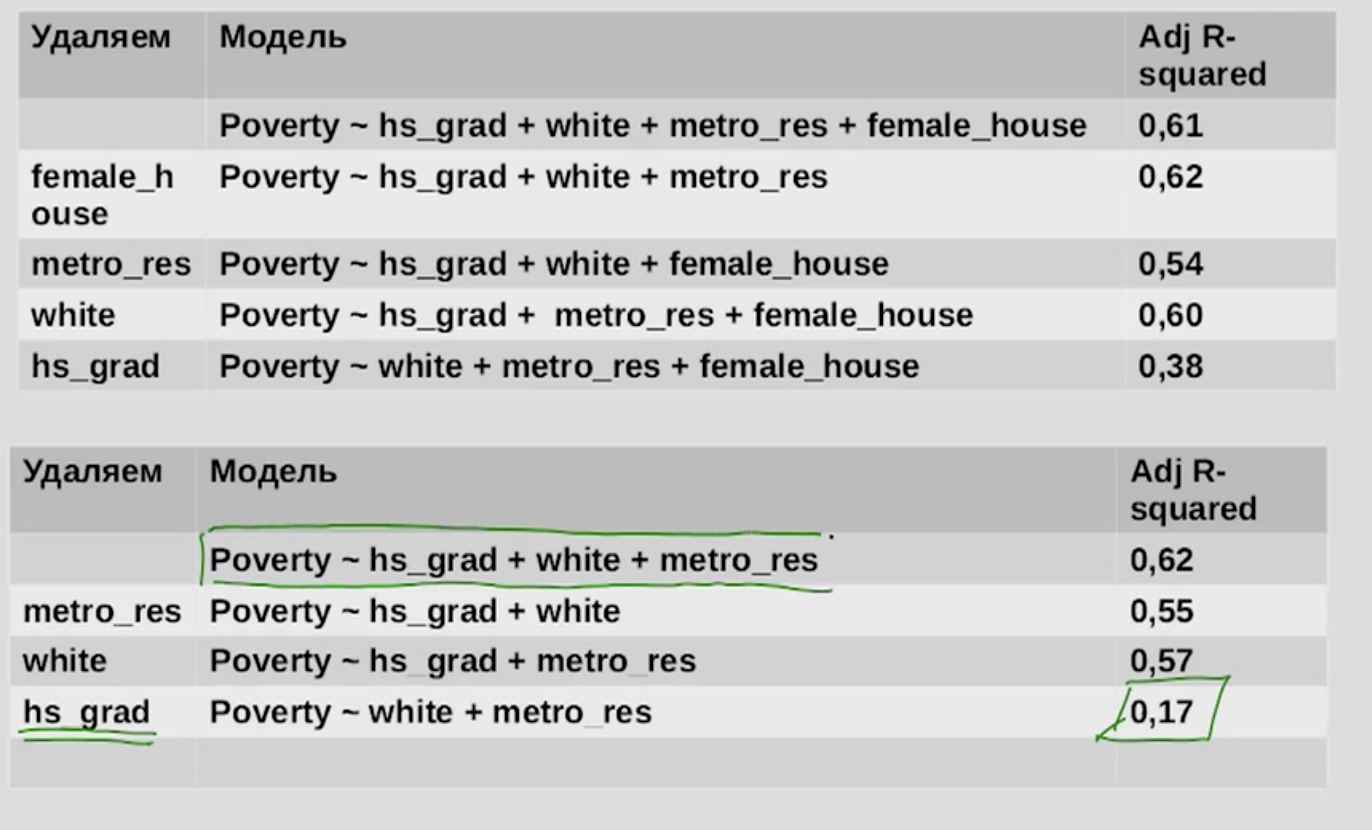 Удаляем Модель Adj R-
squared
Poverty ~ hs_grad + white + metro_res + female_house 0,61
female_h Poverty ~ hs_grad + white + metro_res 0,62
ouse
metro_res Poverty ~ hs_grad + white + female_house 0,54
white Poverty ~ hs_grad + metro_res + female_house 0,60
hs_grad Poverty ~ white + metro_res + female_house 0,38
Удаляем Модель Adj R-
squared
Poverty ~ hs_grad + white + metro_res 0,62
metro_res Poverty ~ hs_grad + white 0,55
white Poverty ~ hs_grad + metro_res 0,57
hs_grad Poverty ~ white + metro_res 0,17